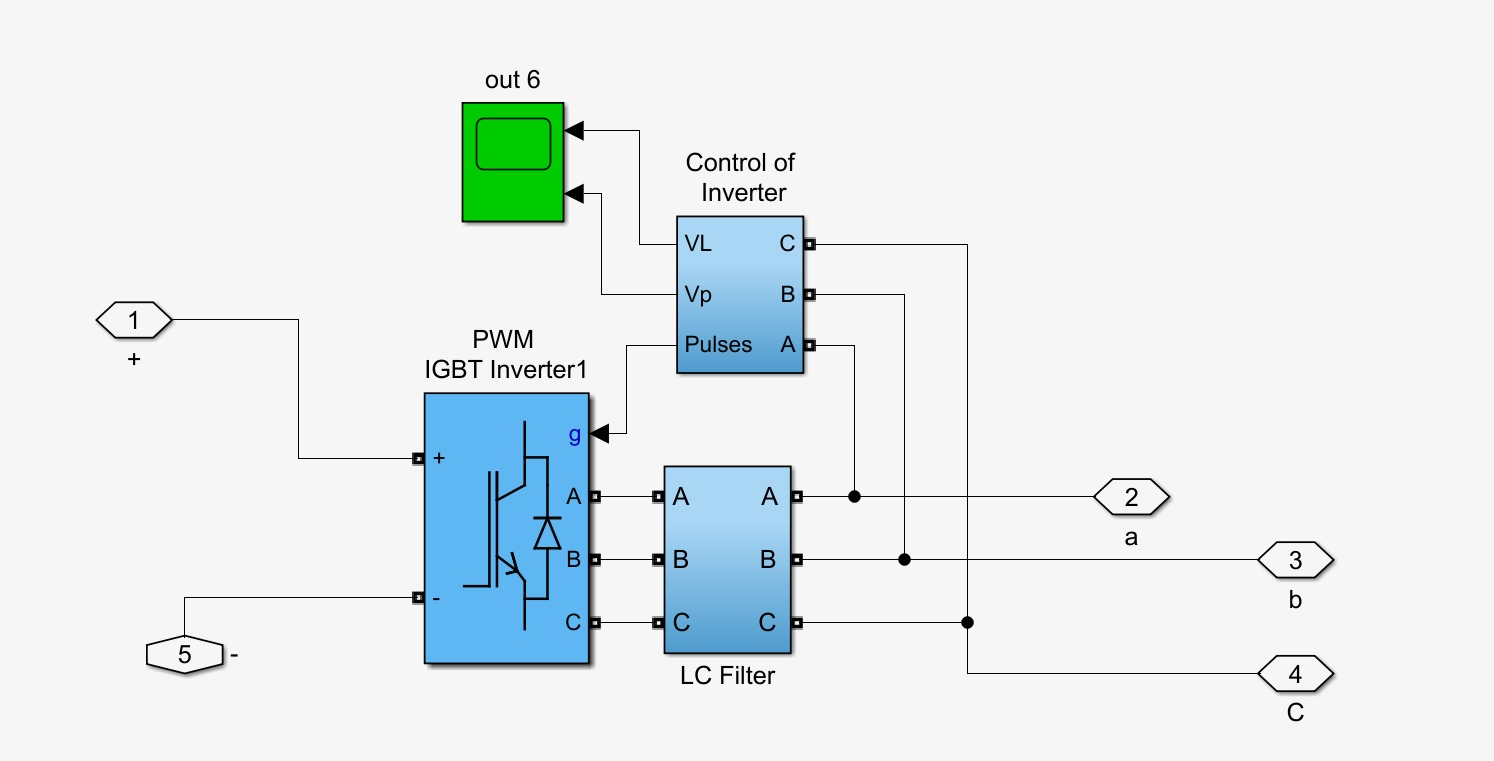 out 6
Control of
Inverter
VL C
Vp B
Pulses A
1
+
PWM
IGBT Inverter1
g
+
A
B
C
-
5 -
A A
B B
C C
LC Filter
2
a
3
b
4
C